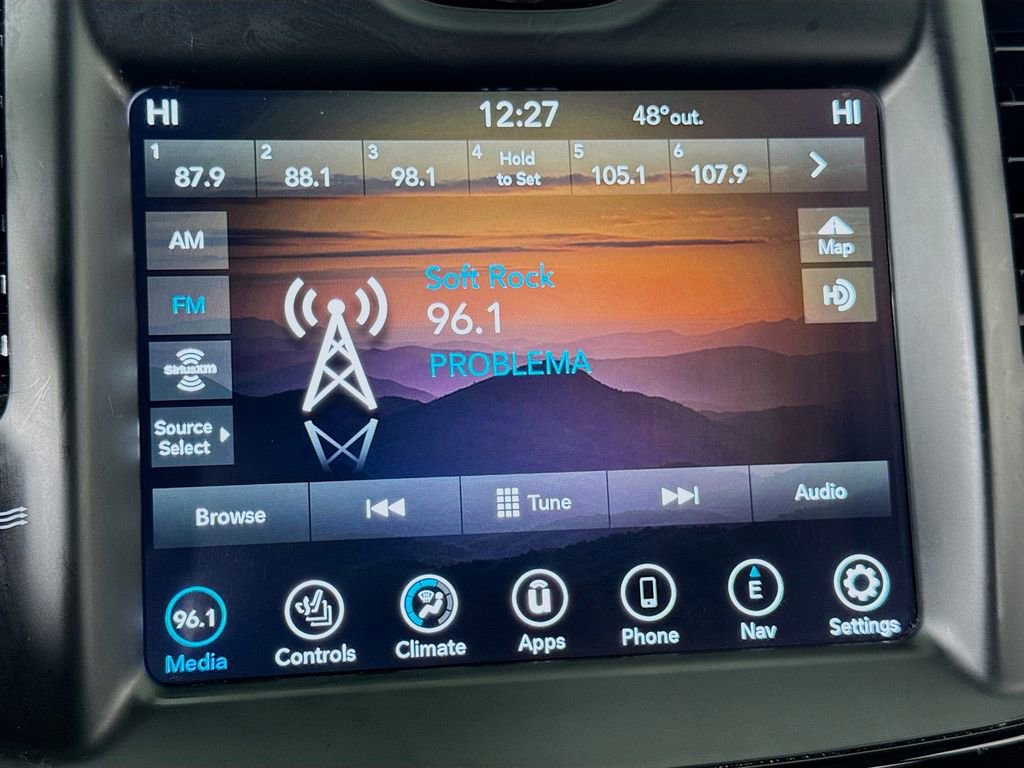 HI 12:27 48°out. HI
1 87.9
2 88.1
3 98.1
4 Hold
to Set
5 105.1
6 107.9
AM
FM
SiriusXM
Source
Select
Soft Rock
96.1
PROBLEMA
Map
HD
Browse
Tune
Audio
96.1
Media
Controls
Climate
u
Apps
Phone
E
Nav
Settings